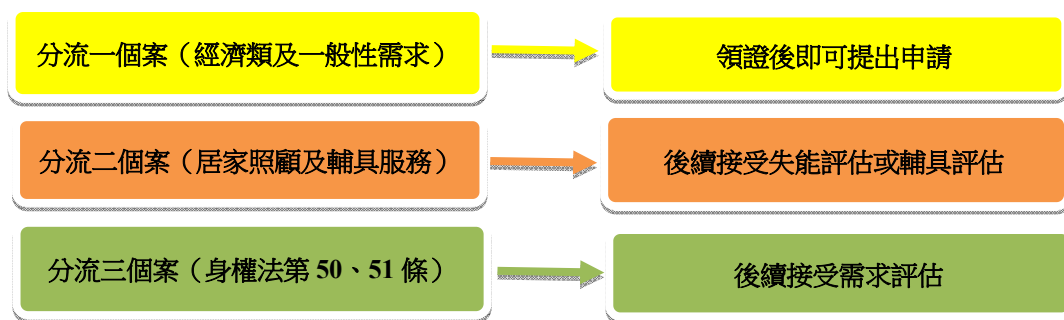 分流一個案（經濟類及一般性需求）
領證後即可提出申請
分流二個案（居家照顧及輔具服務）
後續接受失能評估或輔具評估
分流三個案（身權法第 50、51 條）
後續接受需求評估